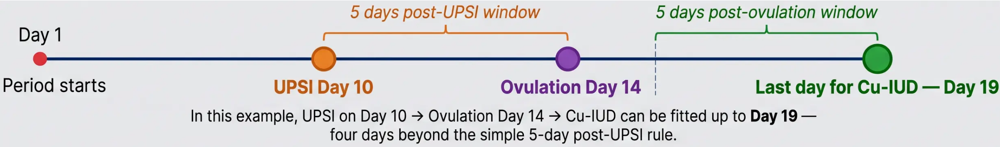 5 days post-UPSI window
5 days post-ovulation window
Day 1
Period starts
UPSI Day 10
Ovulation Day 14
Last day for Cu-IUD — Day 19
In this example, UPSI on Day 10 → Ovulation Day 14 → Cu-IUD can be fitted up to Day 19 —
four days beyond the simple 5-day post-UPSI rule.